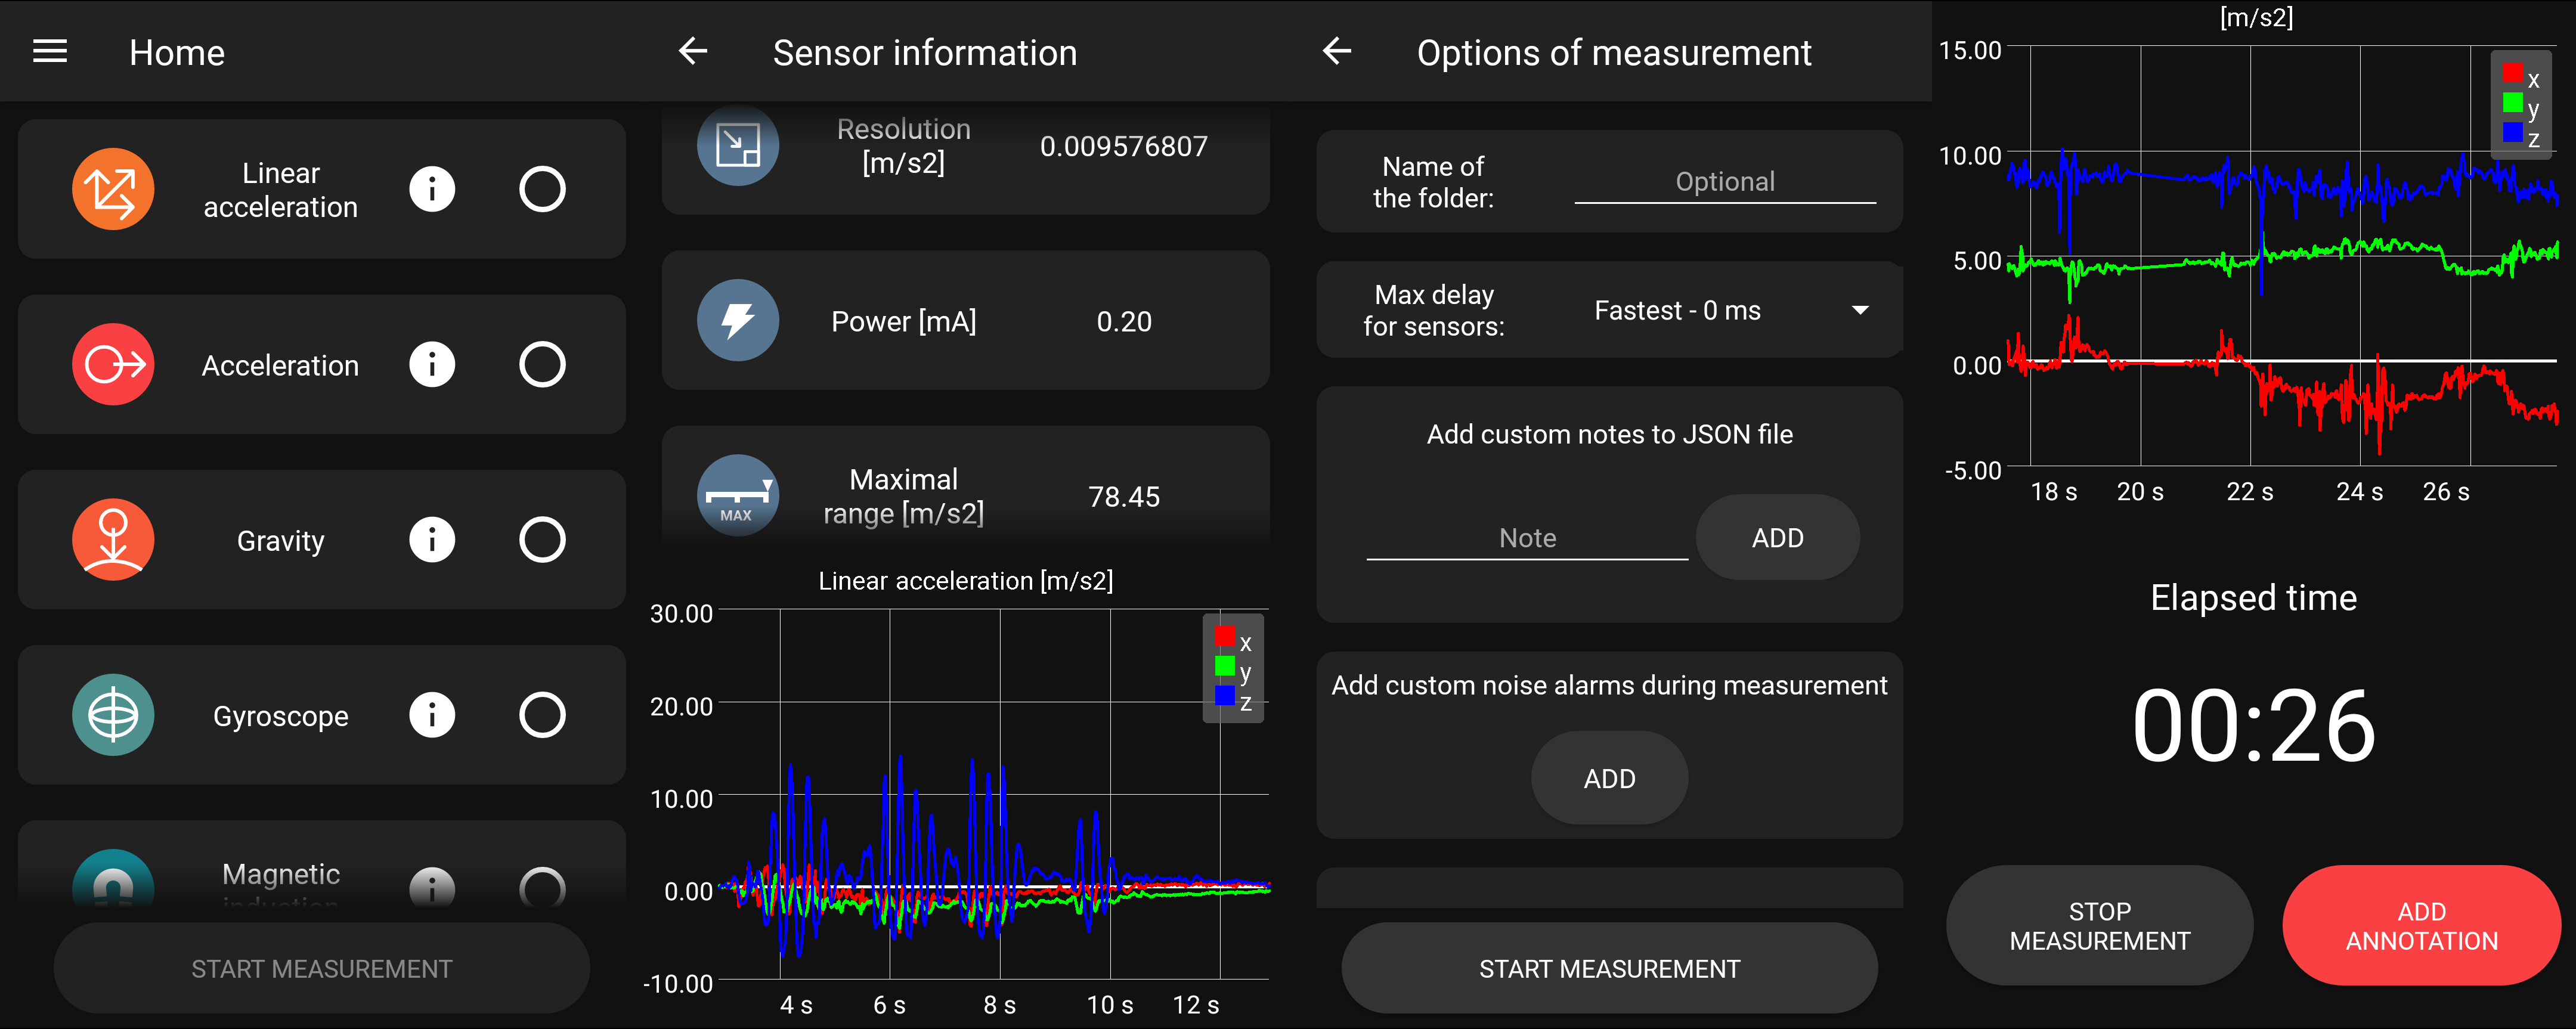 Home
Linear
acceleration
Acceleration
Gravity
Gyroscope
Magnetic
induction
START MEASUREMENT
Sensor information
Resolution
[m/s2]
0.009576807
Power [mA]
0.20
Maximal
range [m/s2]
78.45
MAX
Linear acceleration [m/s2]
30.00
20.00
10.00
0.00
-10.00
x
y
z
4 s
6 s
8 s
10 s
12 s
Options of measurement
Name of
the folder:
Optional
Max delay
for sensors:
Fastest - 0 ms
Add custom notes to JSON file
Note
ADD
Add custom noise alarms during measurement
ADD
START MEASUREMENT
[m/s2]
15.00
10.00
5.00
0.00
-5.00
x
y
z
18 s
20 s
22 s
24 s
26 s
Elapsed time
00:26
STOP
MEASUREMENT
ADD
ANNOTATION